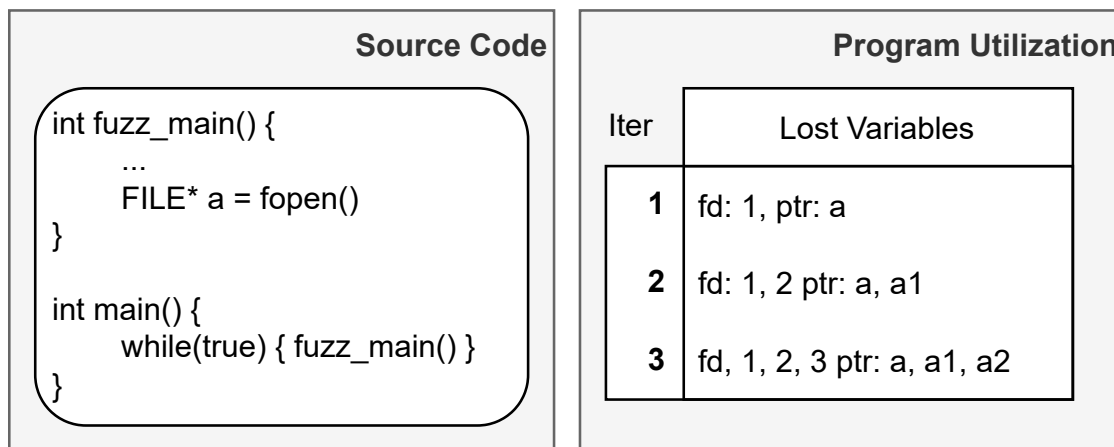 Source Code
int fuzz_main() {
...
FILE* a = fopen()
}
int main() {
while(true) { fuzz_main() }
}
Program Utilization
Iter
Lost Variables
1 fd: 1, ptr: a
2 fd: 1, 2 ptr: a, a1
3 fd, 1, 2, 3 ptr: a, a1, a2